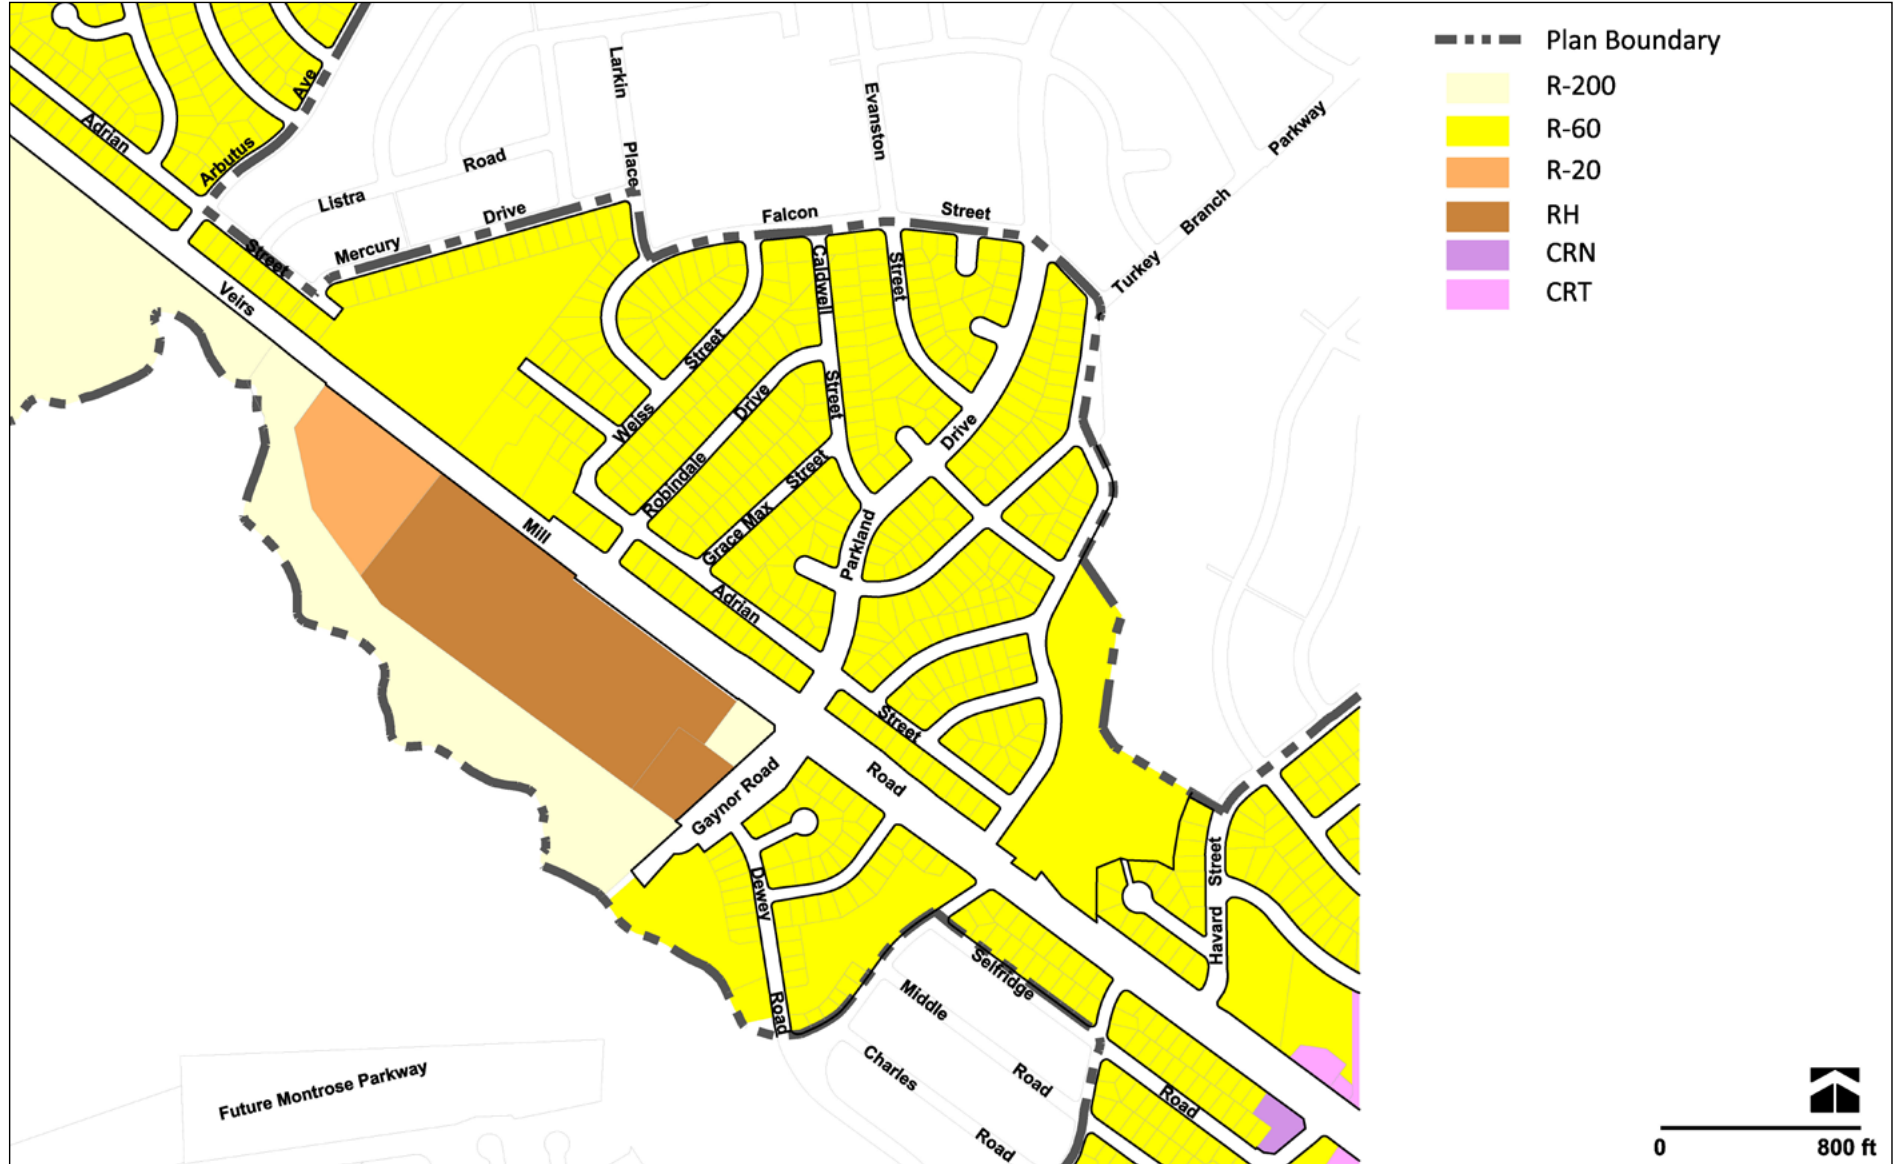 Plan Boundary
R-200
R-60
R-20
RH
CRN
CRT
Larkin
Place
Evanston
Street
Parkway
Branch
Turkey
Ave
Arbutus
Adrian
Street
Listra
Road
Mercury
Drive
Falcon
Street
Caldwell
Street
Veirs
Mill
Road
Weiss
Street
Robindale
Drive
Grace Max
Street
Parkland
Drive
Adrian
Street
Gaynor Road
Dewey
Road
Havard
Street
Selfridge
Road
Middle
Road
Charles
Road
Future Montrose Parkway
0
800 ft